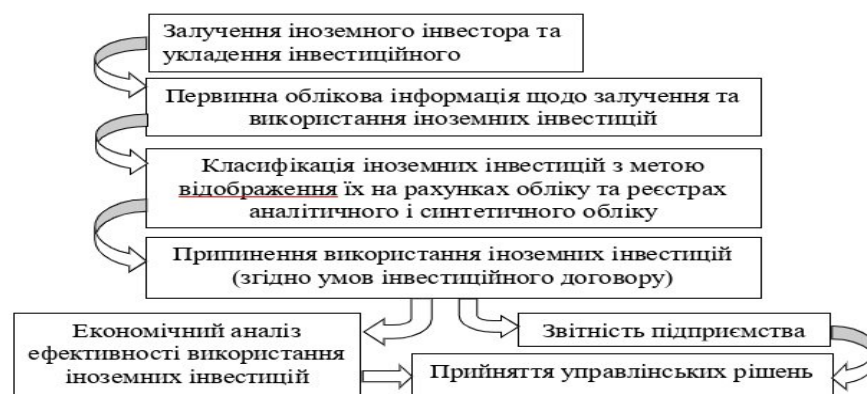 Залучення іноземного інвестора та
укладення інвестиційного
Первинна облікова інформація щодо залучення та
використання іноземних інвестицій
Класифікація іноземних інвестицій з метою
відображення їх на рахунках обліку та реєстрах
аналітичного і синтетичного обліку
Припинення використання іноземних інвестицій
(згідно умов інвестиційного договору)
Економічний аналіз
ефективності використання
іноземних інвестицій
Звітність підприємства
Прийняття управлінських рішень